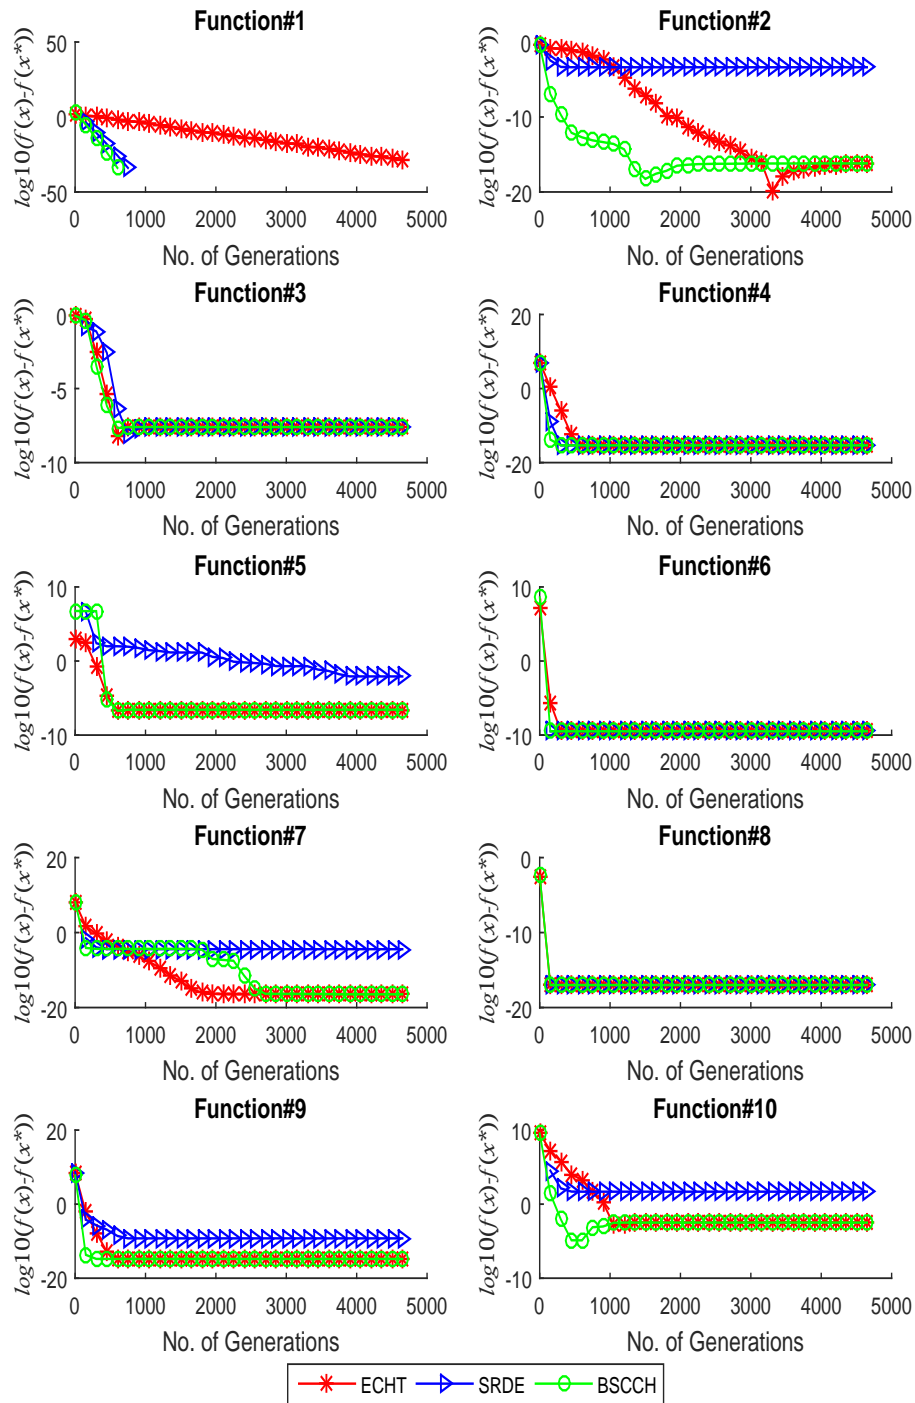 Function#1
Function#2
50
0
-50
log10(f(x)-f(x*))
0 1000 2000 3000 4000 5000
No. of Generations
0
-10
-20
log10(f(x)-f(x*))
0 1000 2000 3000 4000 5000
No. of Generations
Function#3
Function#4
0
-5
-10
log10(f(x)-f(x*))
0 1000 2000 3000 4000 5000
No. of Generations
20
0
-20
log10(f(x)-f(x*))
0 1000 2000 3000 4000 5000
No. of Generations
Function#5
Function#6
10
0
-10
log10(f(x)-f(x*))
0 1000 2000 3000 4000 5000
No. of Generations
10
0
-10
log10(f(x)-f(x*))
0 1000 2000 3000 4000 5000
No. of Generations
Function#7
Function#8
20
0
-20
log10(f(x)-f(x*))
0 1000 2000 3000 4000 5000
No. of Generations
0
-10
-20
log10(f(x)-f(x*))
0 1000 2000 3000 4000 5000
No. of Generations
Function#9
Function#10
20
0
-20
log10(f(x)-f(x*))
0 1000 2000 3000 4000 5000
No. of Generations
10
0
-10
log10(f(x)-f(x*))
0 1000 2000 3000 4000 5000
No. of Generations
ECHT SRDE BSCCH